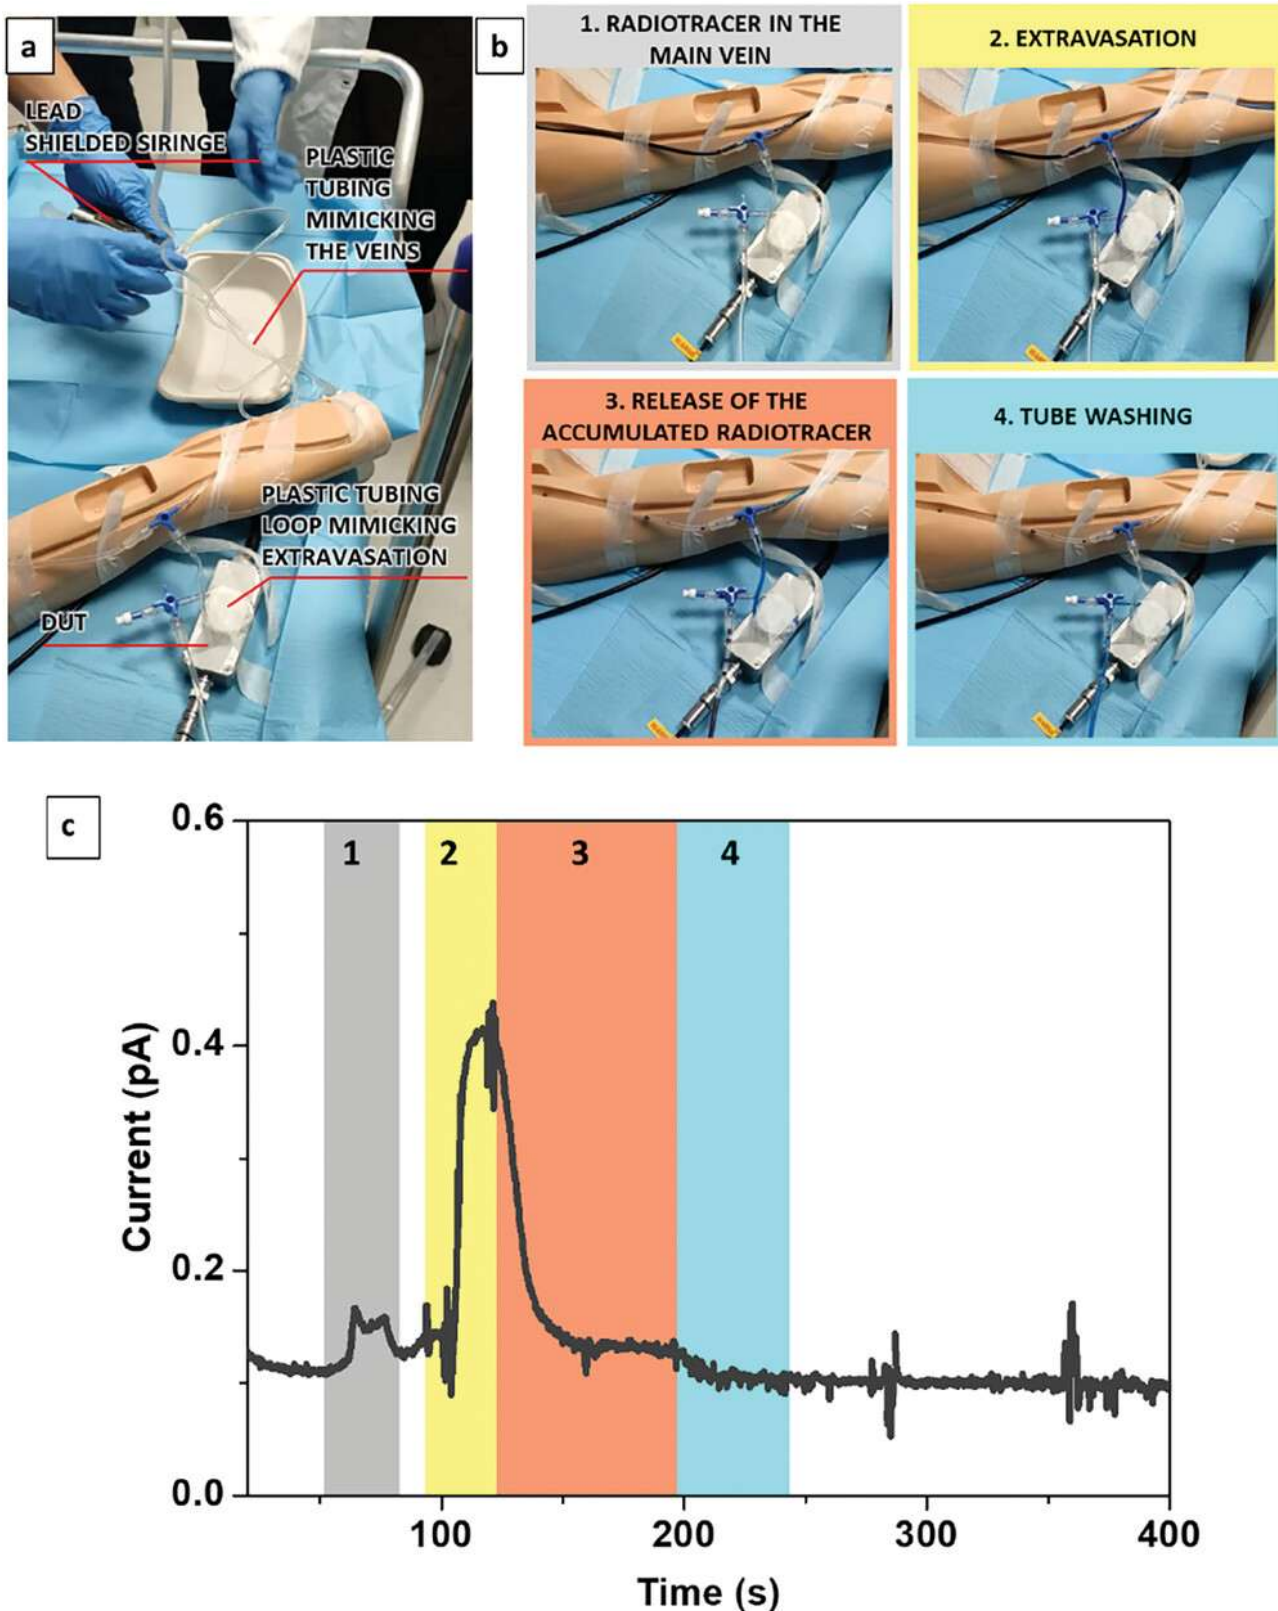 a
LEAD
SHIELDED SIRINGE
PLASTIC
TUBING
MIMICKING
THE VEINS
PLASTIC TUBING
LOOP MIMICKING
EXTRAVASATION
DUT
b
1. RADIOTRACER IN THE
MAIN VEIN
2. EXTRAVASATION
3. RELEASE OF THE
ACCUMULATED RADIOTRACER
4. TUBE WASHING
c
0.6
1
2
3
4
0.4
0.2
0.0
Current (pA)
100
200
300
400
Time (s)